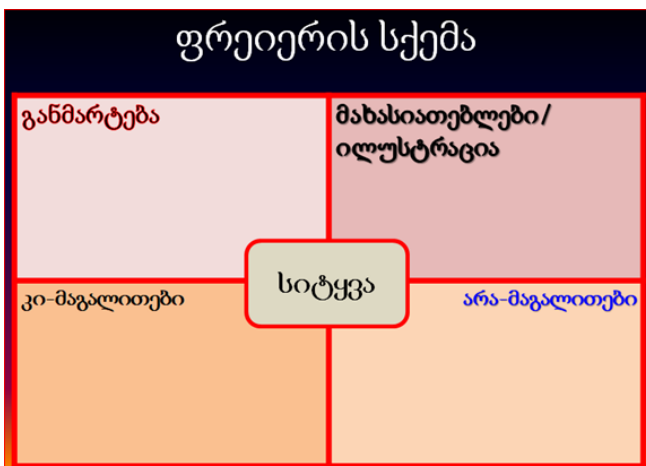 ფრეიერის სქემა
განმარტება
მახასიათებლები/
ილუსტრაცია
სიტყვა
კი-მაგალითები
არა-მაგალითები